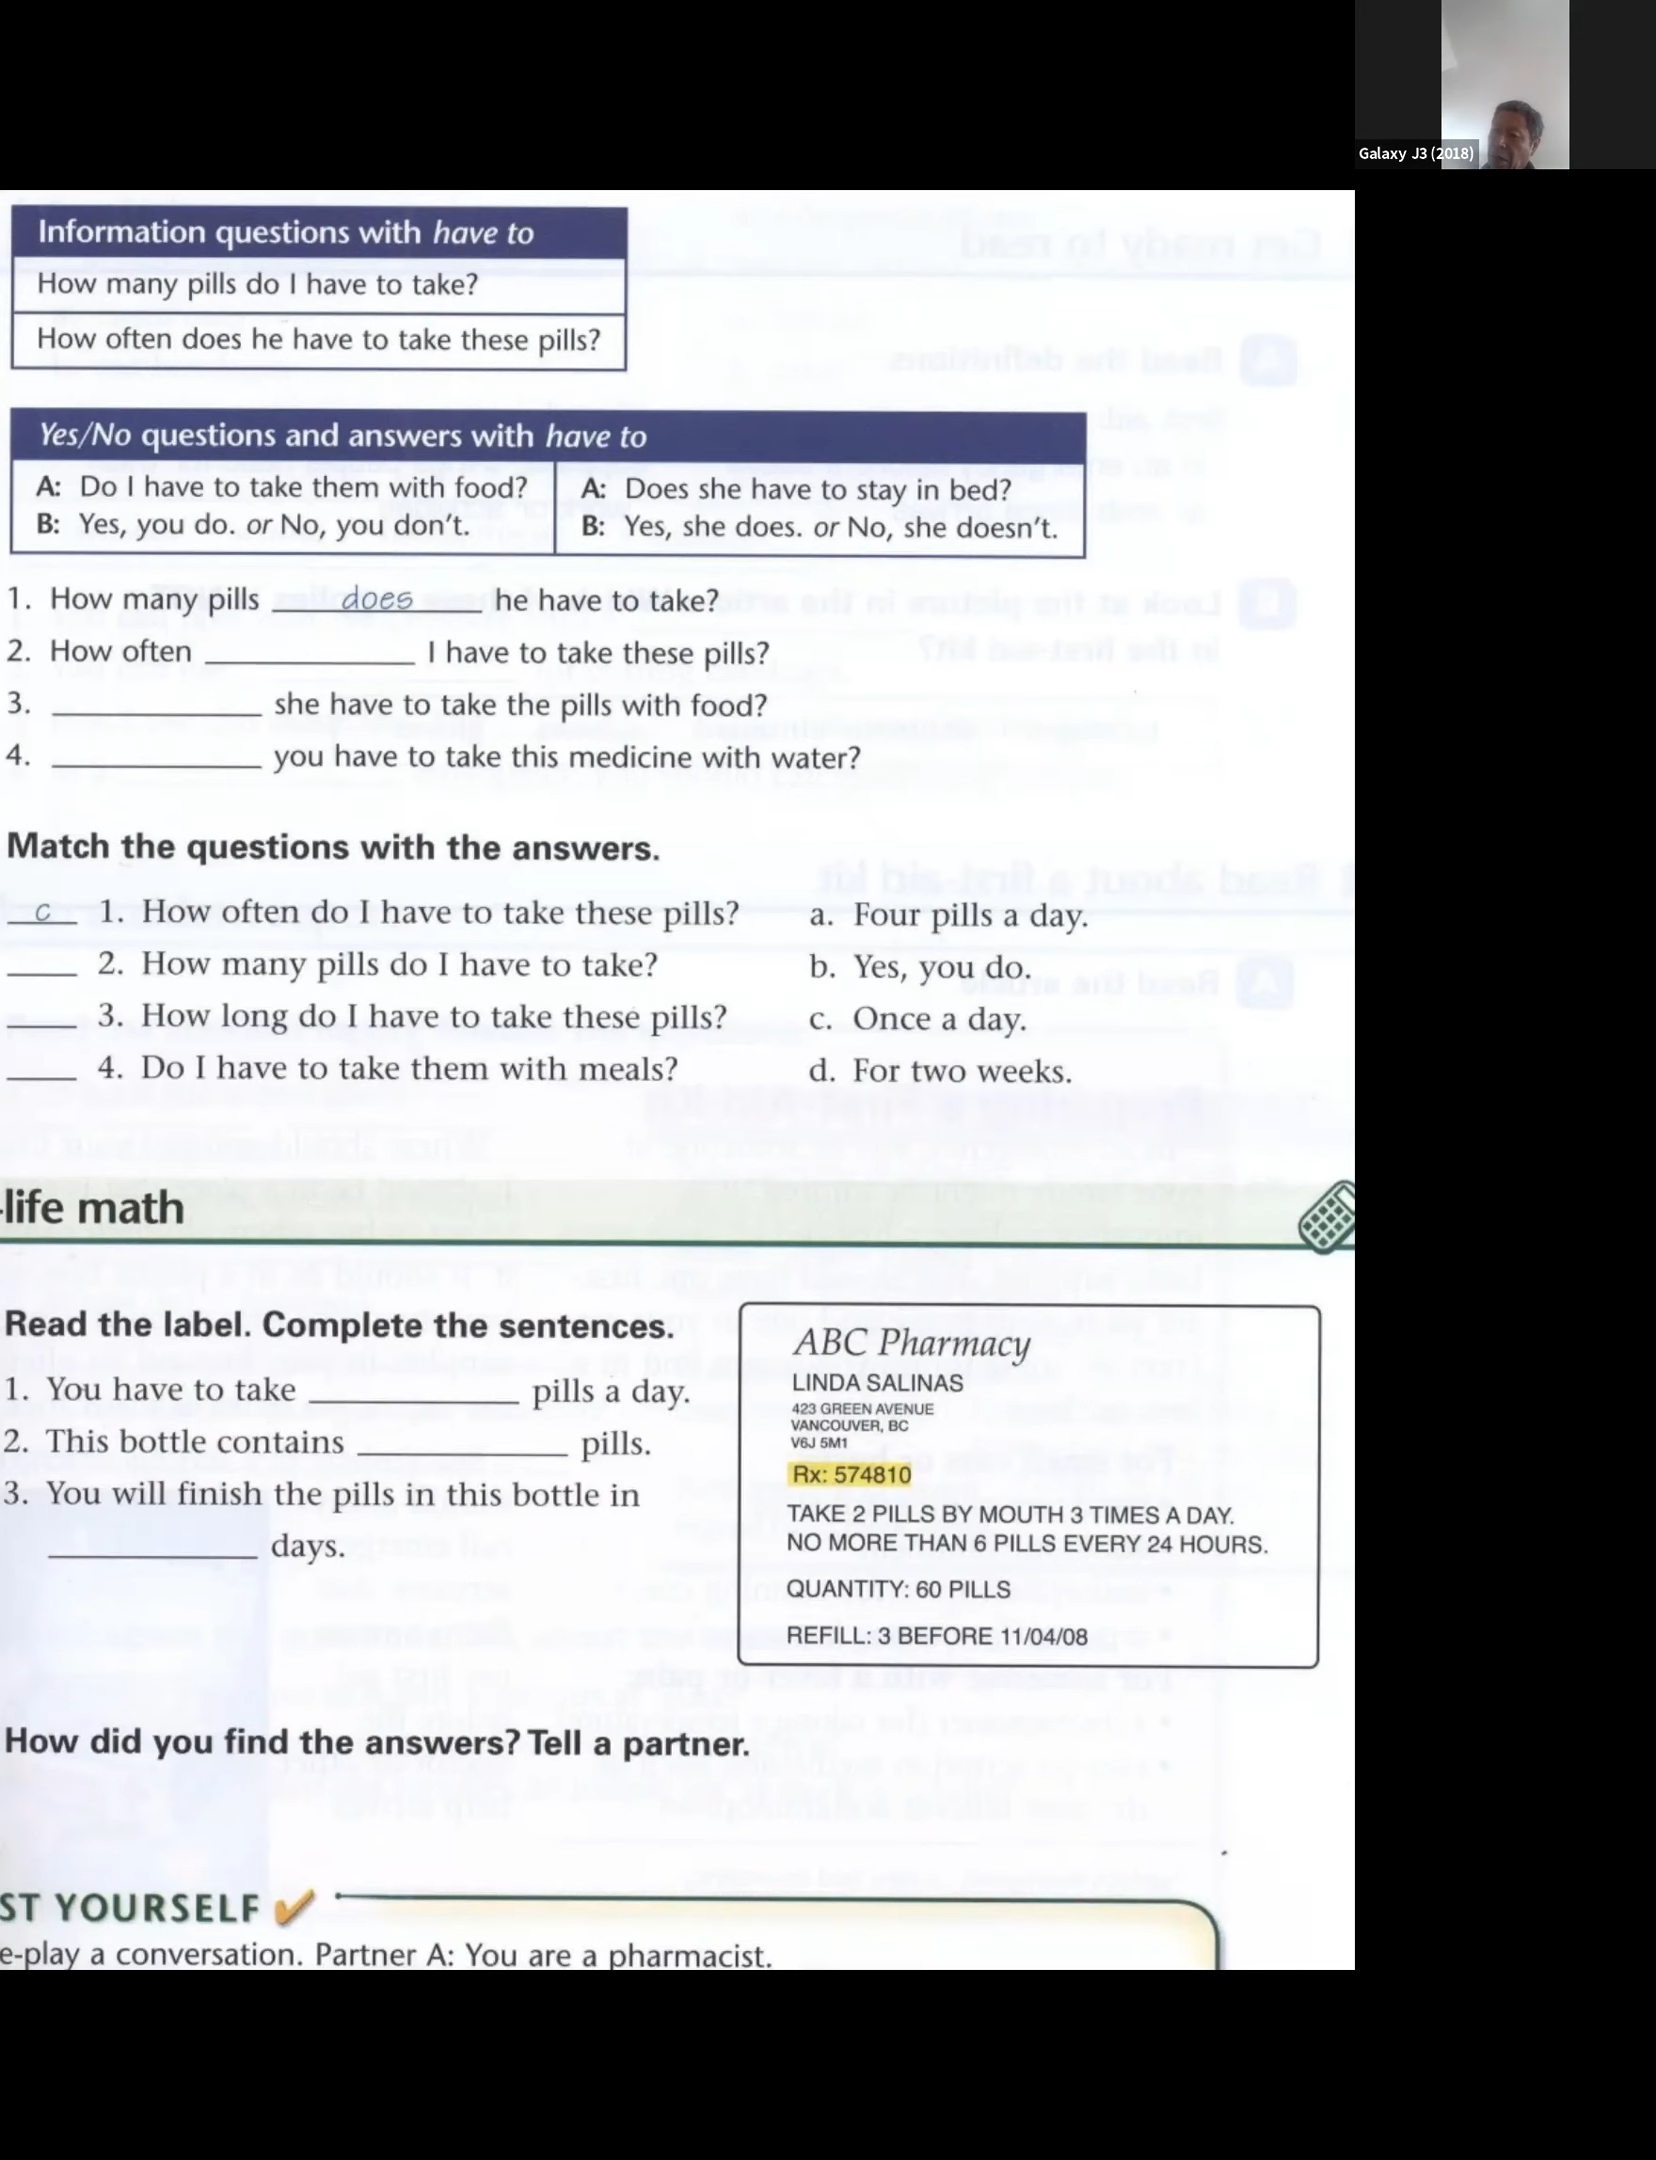 Galaxy J3 (2018)
Information questions with have to
How many pills do I have to take?
How often does he have to take these pills?
Yes/No questions and answers with have to
A: Do I have to take them with food?
B: Yes, you do. or No, you don't.
A: Does she have to stay in bed?
B: Yes, she does. or No, she doesn't.
1. How many pills does he have to take?
2. How often ____________ I have to take these pills?
3. ____________ she have to take the pills with food?
4. ____________ you have to take this medicine with water?
Match the questions with the answers.
c 1. How often do I have to take these pills?
____ 2. How many pills do I have to take?
____ 3. How long do I have to take these pills?
____ 4. Do I have to take them with meals?
a. Four pills a day.
b. Yes, you do.
c. Once a day.
d. For two weeks.
-life math
Read the label. Complete the sentences.
1. You have to take ____________ pills a day.
2. This bottle contains ____________ pills.
3. You will finish the pills in this bottle in
____________ days.
ABC Pharmacy
LINDA SALINAS
423 GREEN AVENUE
VANCOUVER, BC
V6J 5M1
Rx: 574810
TAKE 2 PILLS BY MOUTH 3 TIMES A DAY.
NO MORE THAN 6 PILLS EVERY 24 HOURS.
QUANTITY: 60 PILLS
REFILL: 3 BEFORE 11/04/08
How did you find the answers? Tell a partner.
ST YOURSELF ✔
e-play a conversation. Partner A: You are a pharmacist.